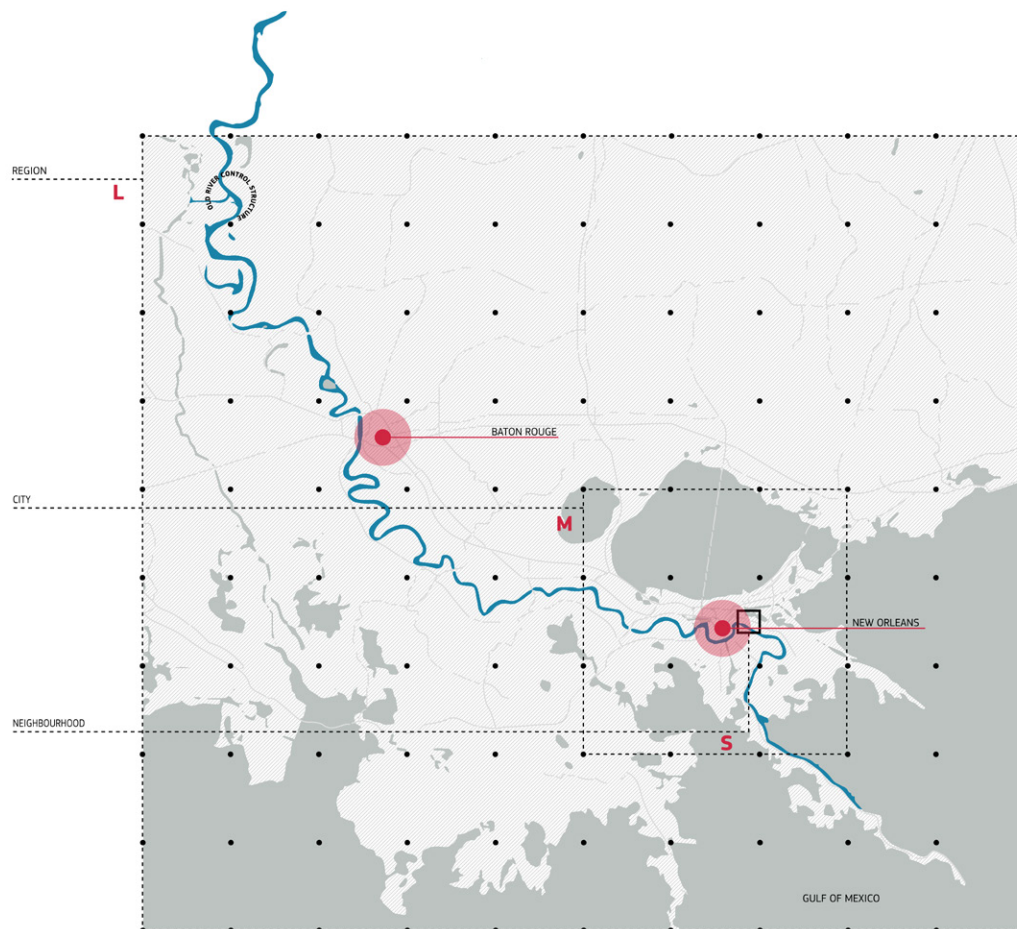 REGION
L
OLD RIVER CONTROL STRUCTURE
BATON ROUGE
CITY
M
NEW ORLEANS
NEIGHBOURHOOD
S
GULF OF MEXICO